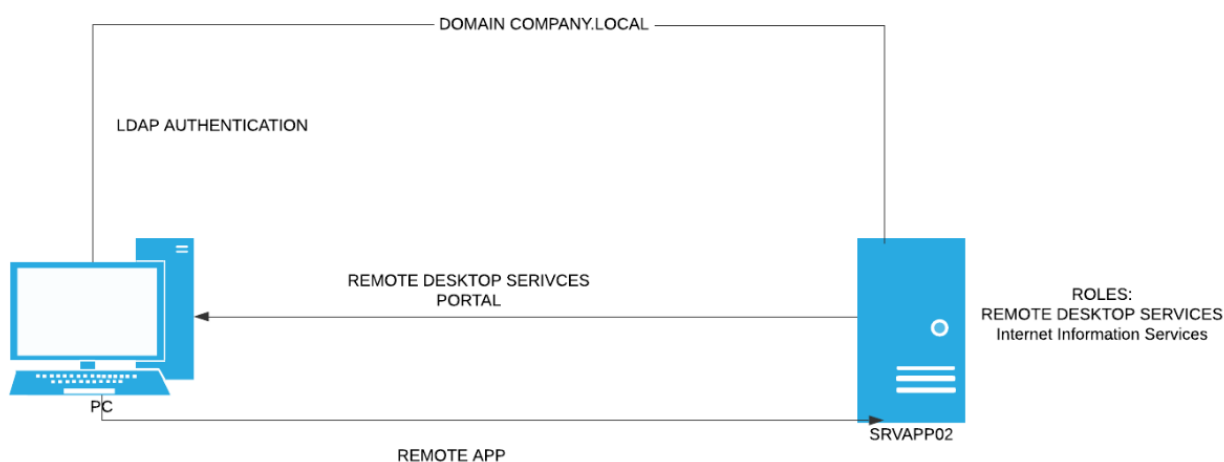 DOMAIN COMPANY.LOCAL
LDAP AUTHENTICATION
REMOTE DESKTOP SERIVCES
PORTAL
ROLES:
REMOTE DESKTOP SERVICES
Internet Information Services
PC
SRVAPP02
REMOTE APP